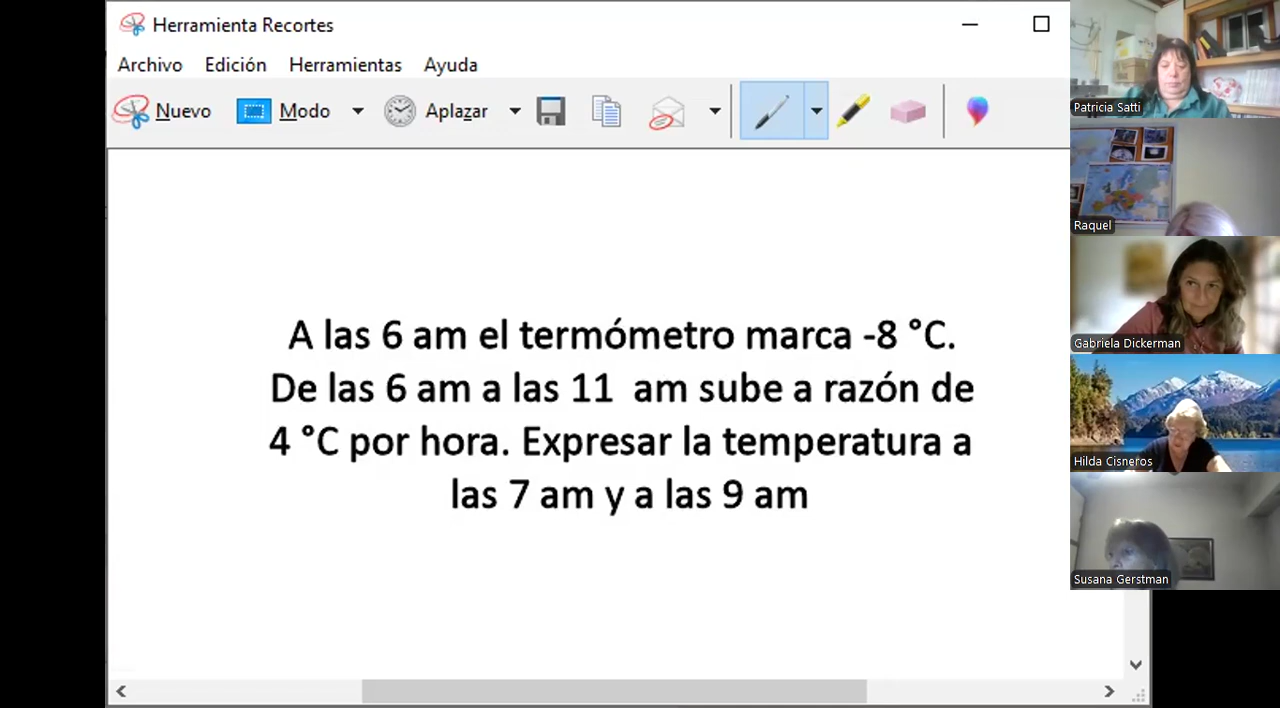 Herramienta Recortes
Archivo Edición Herramientas Ayuda
Nuevo Modo Aplazar
A las 6 am el termómetro marca -8 °C.
De las 6 am a las 11 am sube a razón de
4 °C por hora. Expresar la temperatura a
las 7 am y a las 9 am
Patricia Satti
Raquel
Gabriela Dickerman
Hilda Cisneros
Susana Gerstman